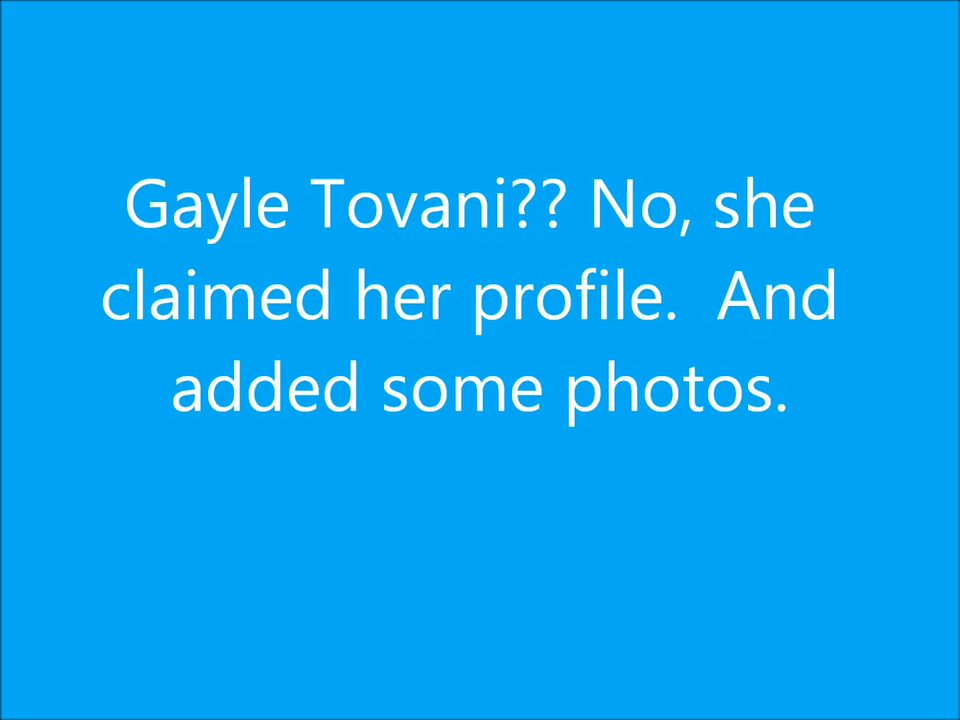 Gayle Tovani?? No, she
claimed her profile.  And
added some photos.